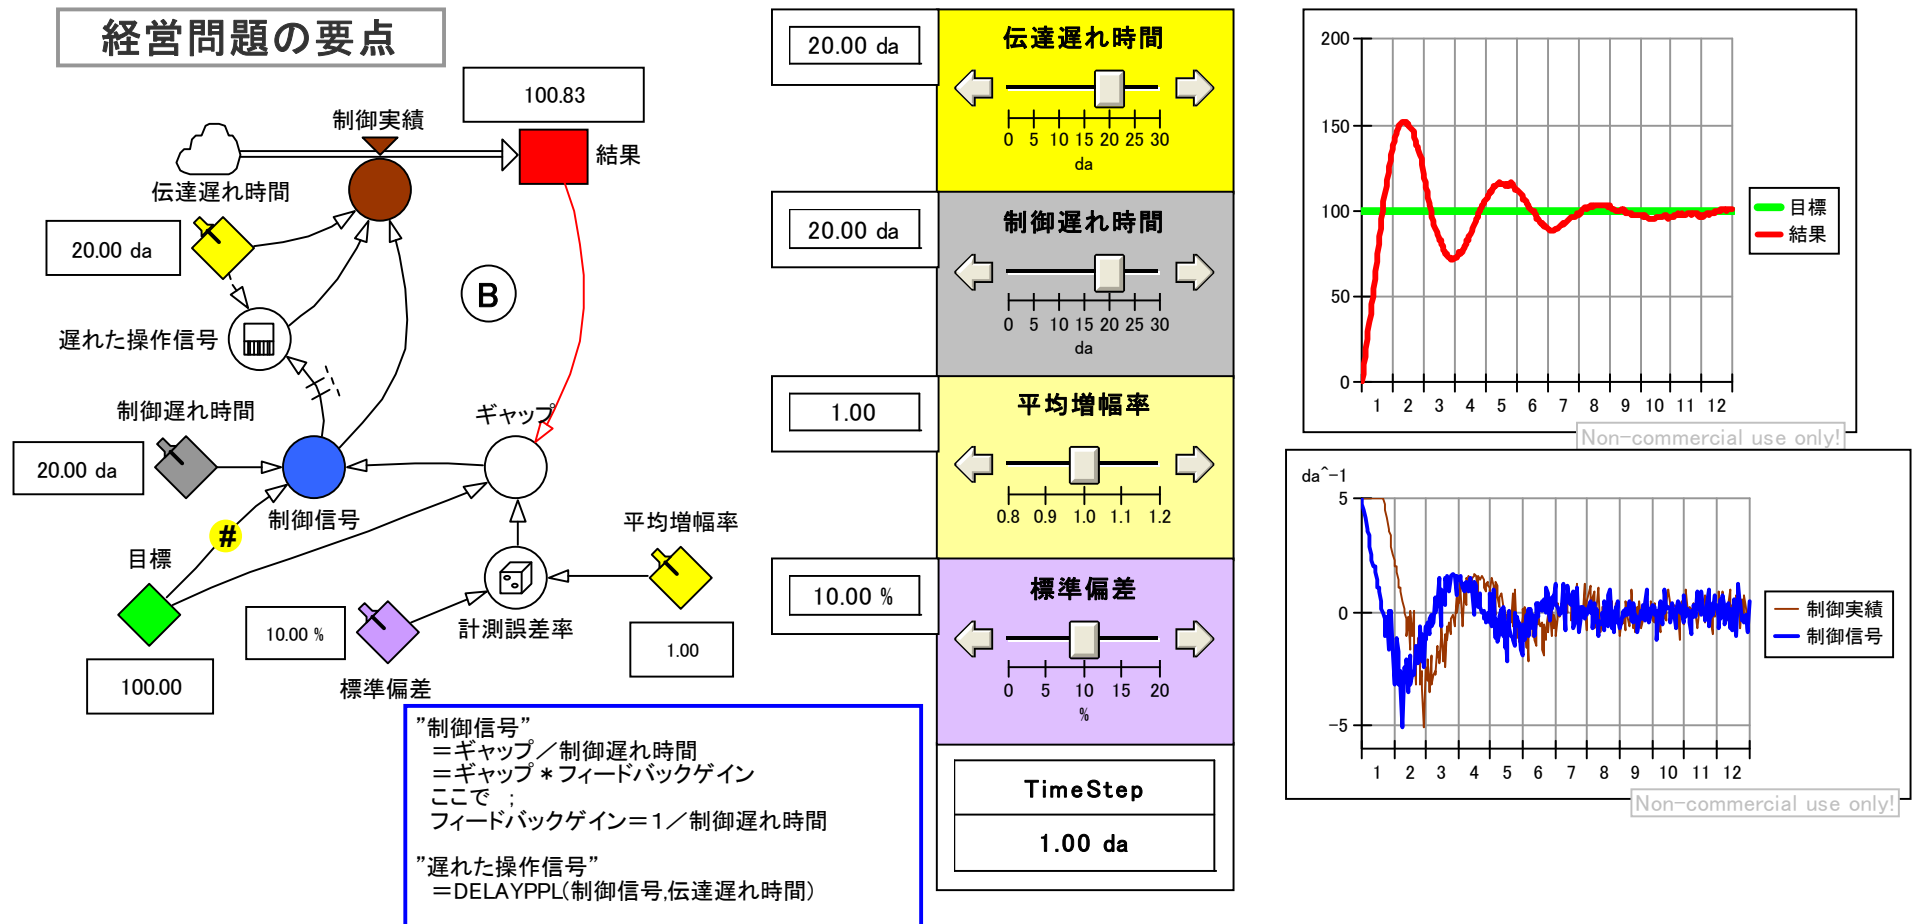 経営問題の要点
100.83
制御実績
結果
伝達遅れ時間
20.00 da
B
遅れた操作信号
制御遅れ時間
20.00 da
ギャップ
制御信号
#
目標
平均増幅率
10.00 %
計測誤差率
1.00
標準偏差
100.00
"制御信号"
=ギャップ/制御遅れ時間
=ギャップ*フィードバックゲイン
ここで ;
フィードバックゲイン=1/制御遅れ時間
"遅れた操作信号"
=DELAYPPL(制御信号,伝達遅れ時間)
20.00 da
伝達遅れ時間
0 5 10 15 20 25 30
da
20.00 da
制御遅れ時間
0 5 10 15 20 25 30
da
1.00
平均増幅率
0.8 0.9 1.0 1.1 1.2
10.00 %
標準偏差
0 5 10 15 20
%
TimeStep
1.00 da
200
150
100
50
0
1 2 3 4 5 6 7 8 9 10 11 12
目標
結果
Non-commercial use only!
da^-1
5
0
-5
1 2 3 4 5 6 7 8 9 10 11 12
制御実績
制御信号
Non-commercial use only!